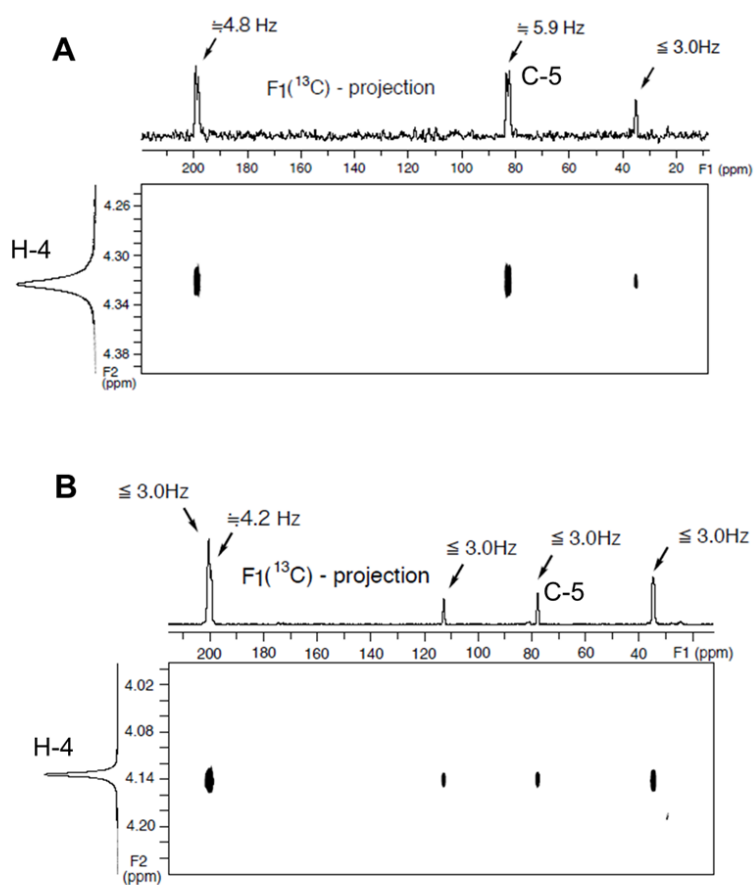 A
≒4.8 Hz
≒ 5.9 Hz
≦ 3.0Hz
F1(¹³C) - projection
C-5
200 180 160 140 120 100 80 60 40 20 F1 (ppm)
H-4
4.26
4.30
4.34
4.38
F2
(ppm)
B
≦ 3.0Hz
≒4.2 Hz
≦ 3.0Hz
≦ 3.0Hz
≦ 3.0Hz
F1(¹³C) - projection
C-5
200 180 160 140 120 100 80 60 40 F1 (ppm)
H-4
4.02
4.08
4.14
4.20
F2
(ppm)